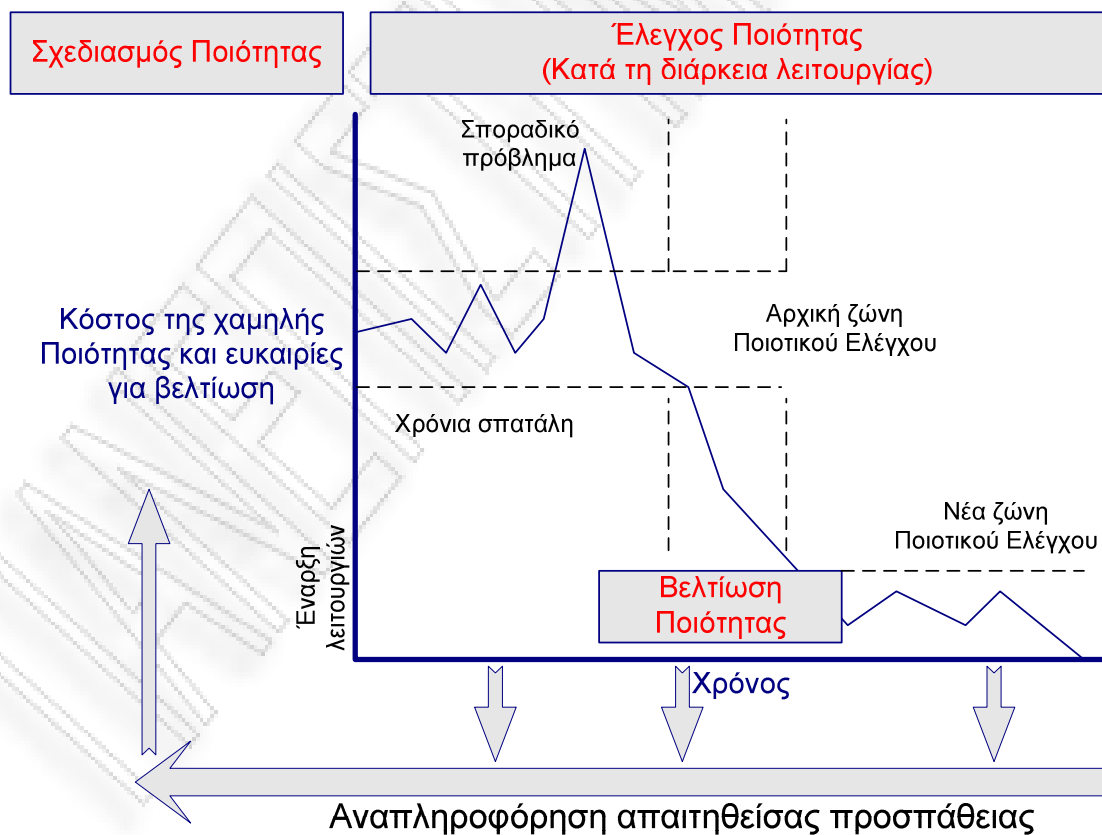 Σχεδιασμός Ποιότητας
Έλεγχος Ποιότητας
(Κατά τη διάρκεια λειτουργίας)
Σποραδικό
πρόβλημα
Κόστος της χαμηλής
Ποιότητας και ευκαιρίες
για βελτίωση
Αρχική ζώνη
Ποιοτικού Ελέγχου
Χρόνια σπατάλη
Έναρξη
λειτουργιών
Νέα ζώνη
Ποιοτικού Ελέγχου
Βελτίωση
Ποιότητας
Χρόνος
Αναπληροφόρηση απαιτηθείσας προσπάθειας